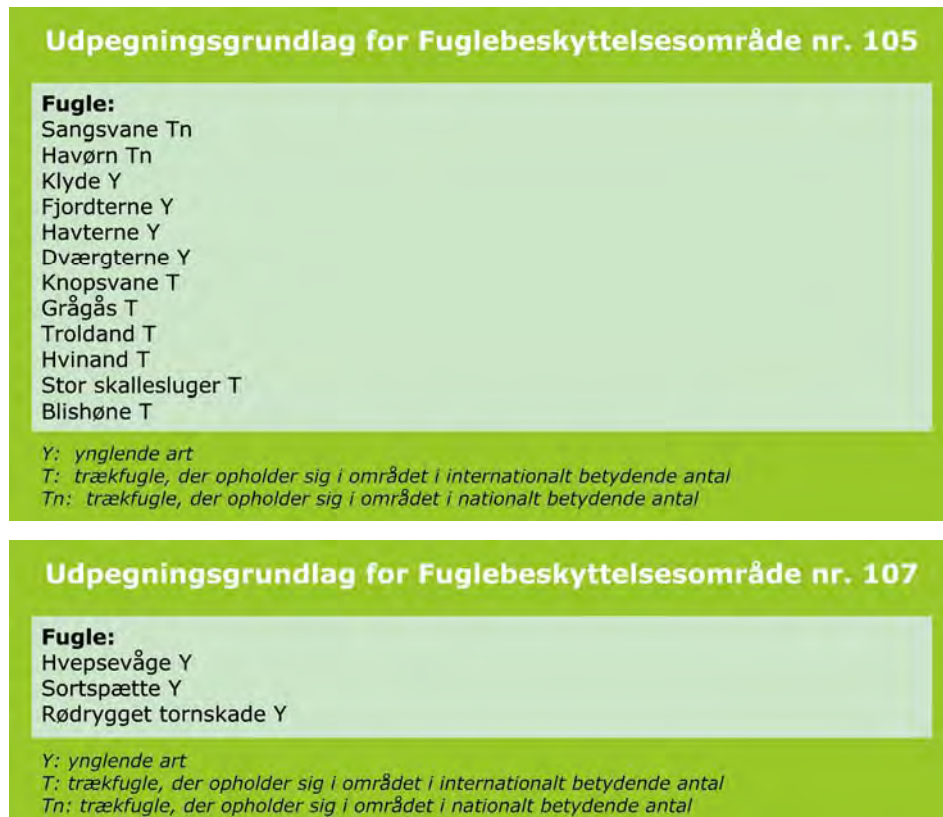 Udpegningsgrundlag for Fuglebeskyttelsesområde nr. 105
Fugle:
Sangsvane Tn
Havørn Tn
Klyde Y
Fjordterne Y
Havterne Y
Dværgterne Y
Knopsvane T
Grågås T
Troldand T
Hvinand T
Stor skallesluger T
Blishøne T
Y: ynglende art
T: trækfugle, der opholder sig i området i internationalt betydende antal
Tn: trækfugle, der opholder sig i området i nationalt betydende antal
Udpegningsgrundlag for Fuglebeskyttelsesområde nr. 107
Fugle:
Hvepsevåge Y
Sortspætte Y
Rødrygget tornskade Y
Y: ynglende art
T: trækfugle, der opholder sig i området i internationalt betydende antal
Tn: trækfugle, der opholder sig i området i nationalt betydende antal